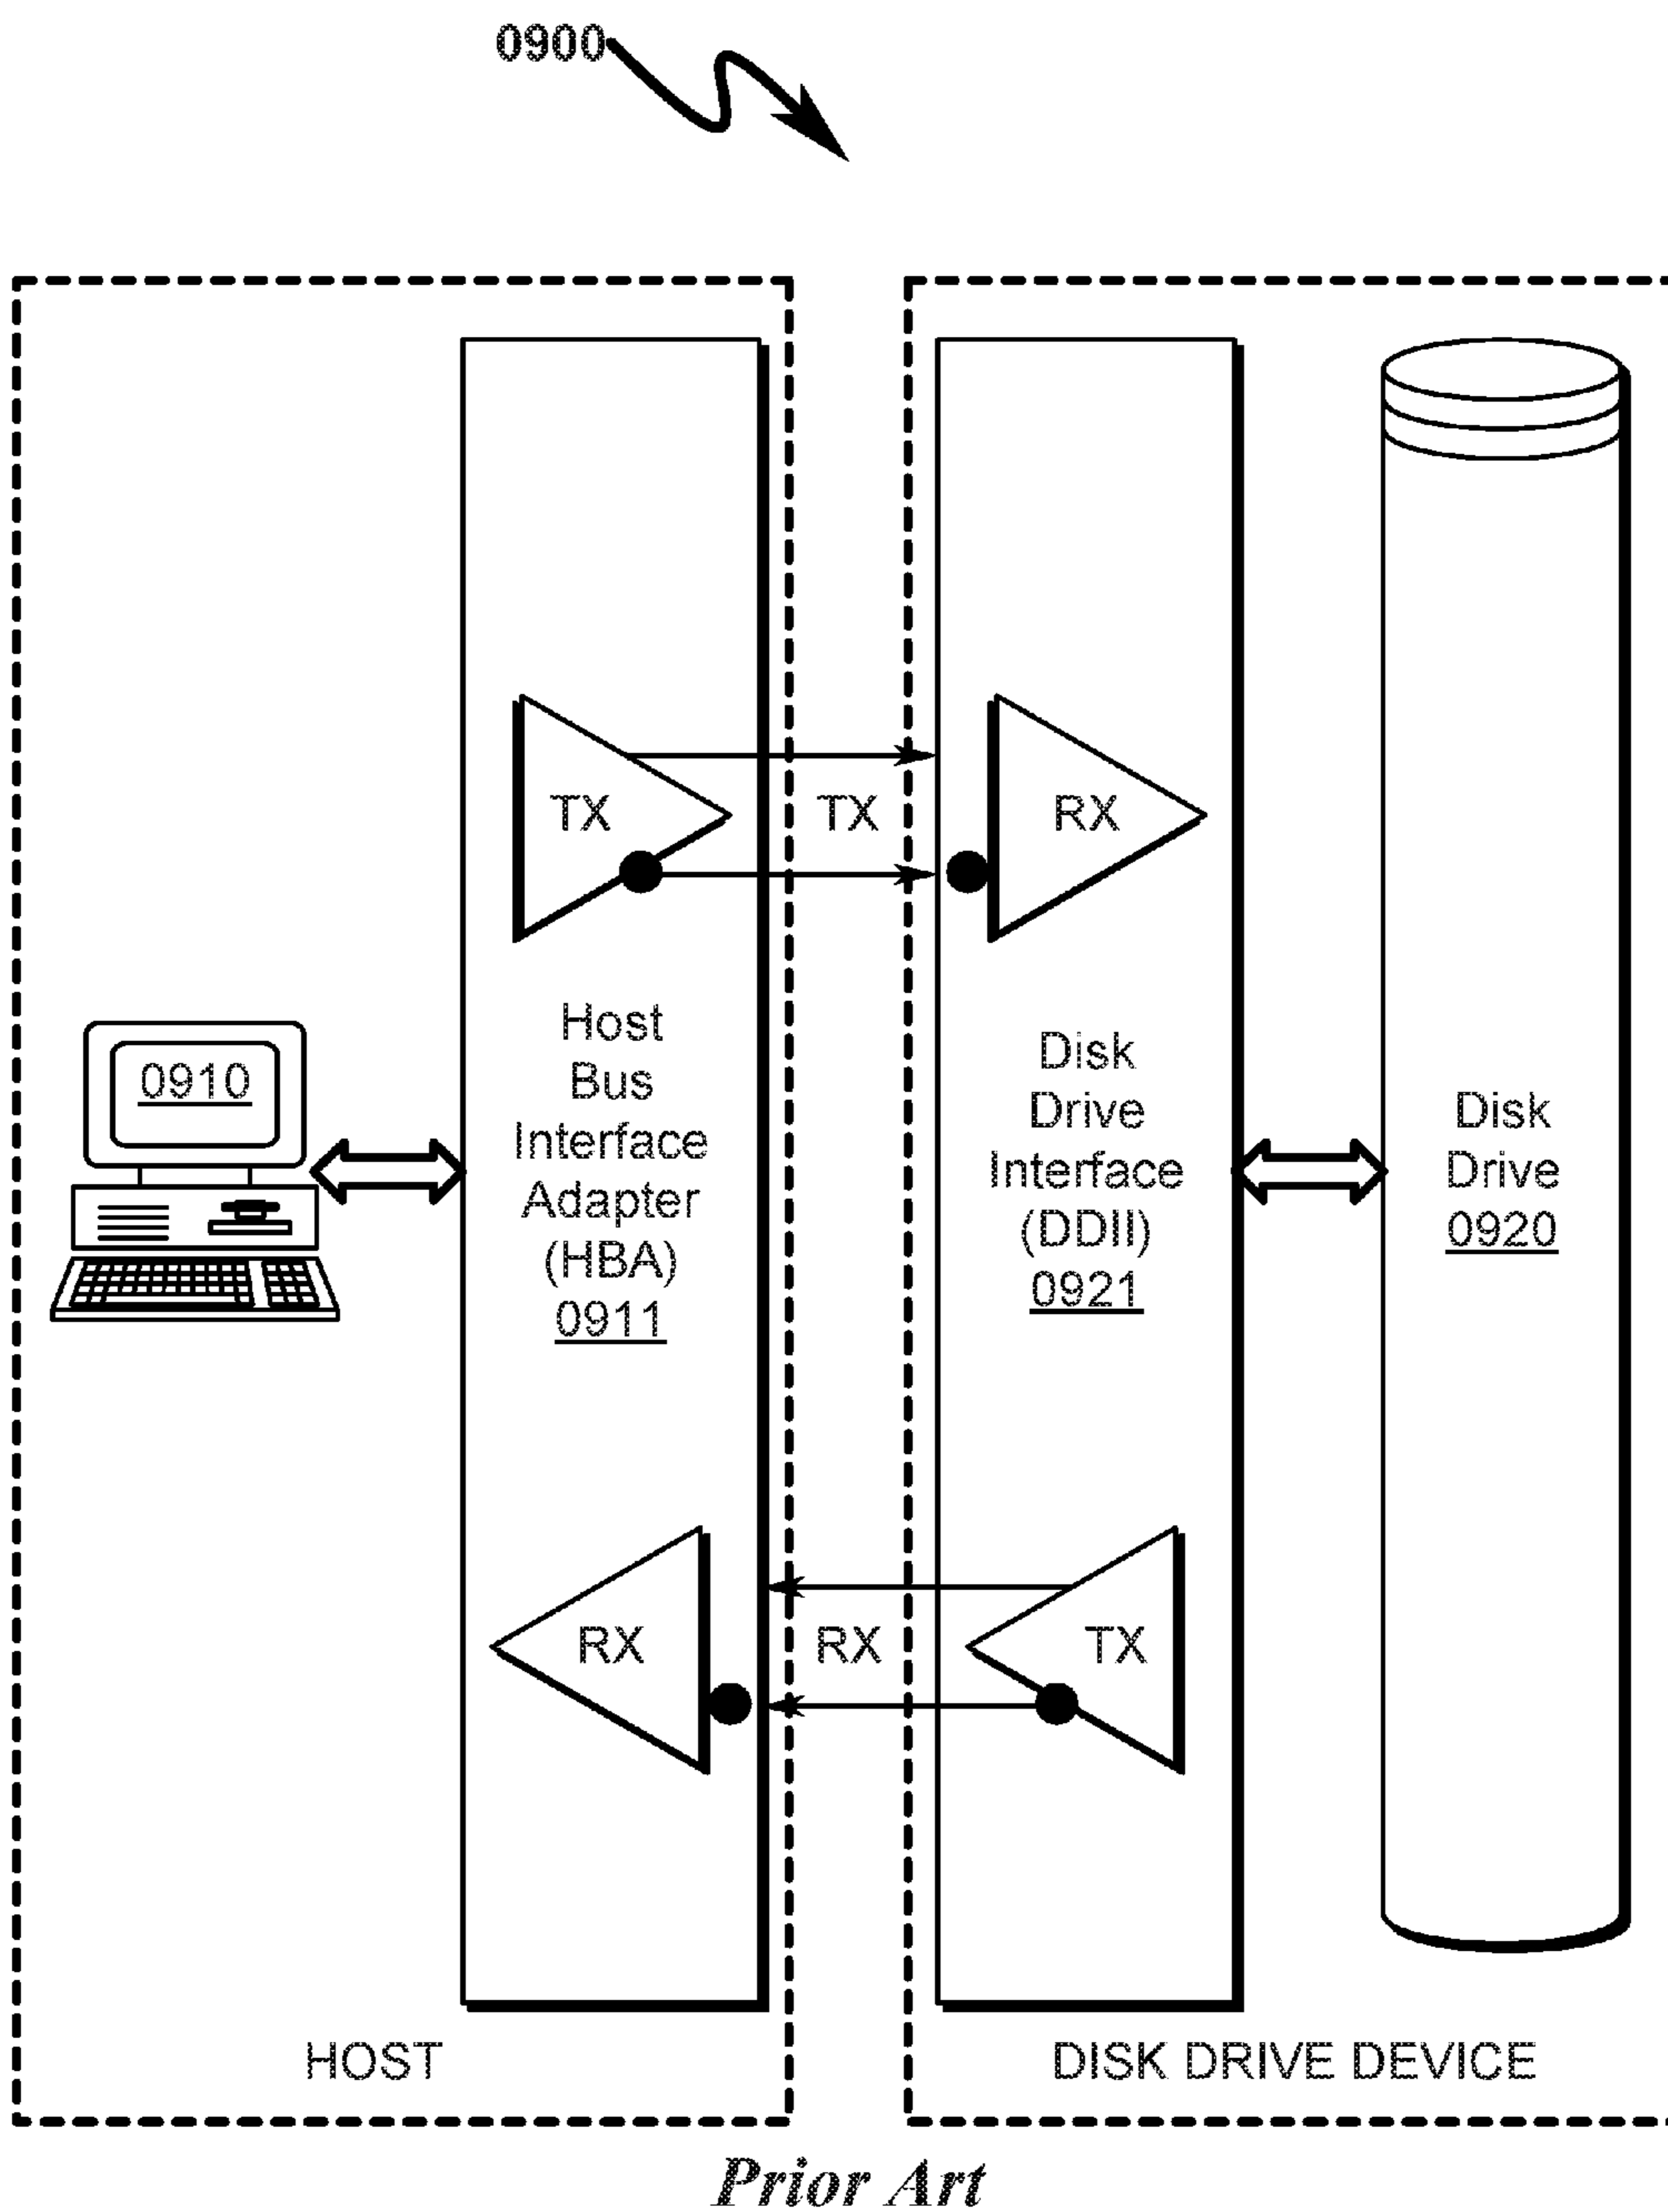 0900
TX
TX
RX
0910
Host
Bus
Interface
Adapter
(HBA)
0911
Disk
Drive
Interface
(DDII)
0921
Disk
Drive
0920
RX
RX
TX
HOST
DISK DRIVE DEVICE
Prior Art